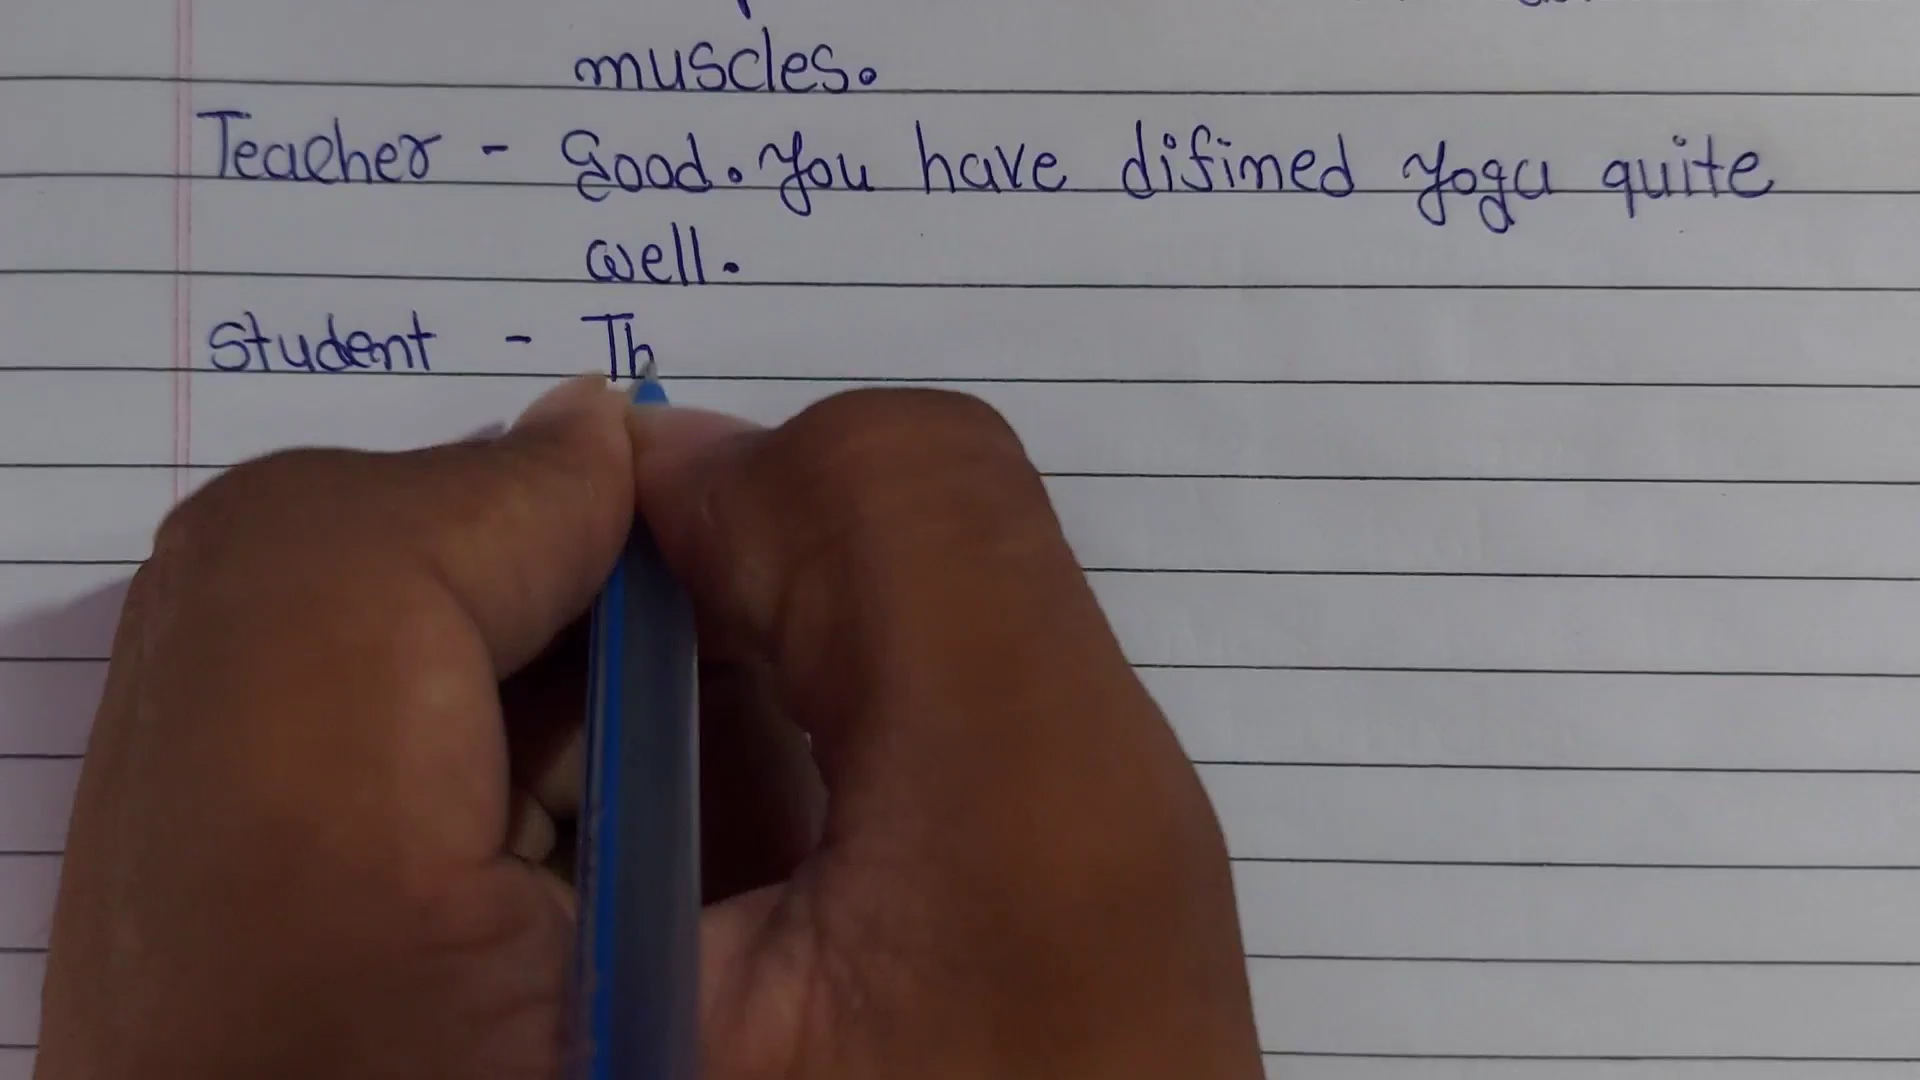 muscles.
Teacher - Good. You have difined Yoga quite
well.
Student - Th